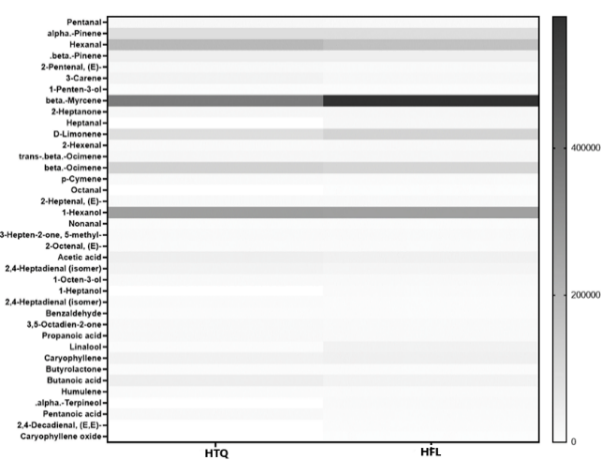 Pentanal
alpha.-Pinene
Hexanal
.beta.-Pinene
2-Pentenal, (E)-
3-Carene
1-Penten-3-ol
beta.-Myrcene
2-Heptanone
Heptanal
D-Limonene
2-Hexenal
trans-.beta.-Ocimene
beta.-Ocimene
p-Cymene
Octanal
2-Heptenal, (E)-
1-Hexanol
Nonanal
3-Hepten-2-one, 5-methyl-
2-Octenal, (E)-
Acetic acid
2,4-Heptadienal (isomer)
1-Octen-3-ol
1-Heptanol
2,4-Heptadienal (isomer)
Benzaldehyde
3,5-Octadien-2-one
Propanoic acid
Linalool
Caryophyllene
Butyrolactone
Butanoic acid
Humulene
.alpha.-Terpineol
Pentanoic acid
2,4-Decadienal, (E,E)-
Caryophyllene oxide
HTQ HFL
400000
200000
0